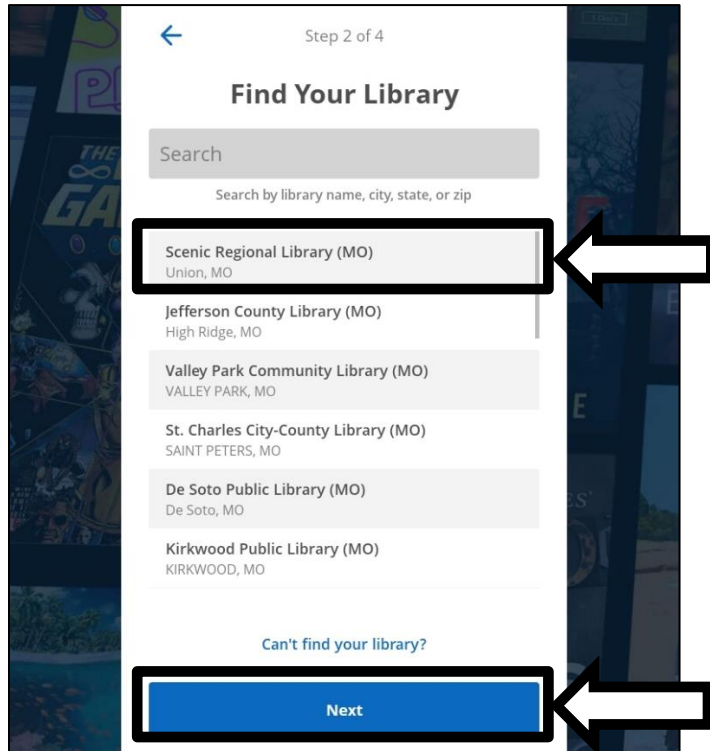 Step 2 of 4
Find Your Library
Search
Search by library name, city, state, or zip
Scenic Regional Library (MO)
Union, MO
Jefferson County Library (MO)
High Ridge, MO
Valley Park Community Library (MO)
VALLEY PARK, MO
St. Charles City-County Library (MO)
SAINT PETERS, MO
De Soto Public Library (MO)
De Soto, MO
Kirkwood Public Library (MO)
KIRKWOOD, MO
Can't find your library?
Next
THE